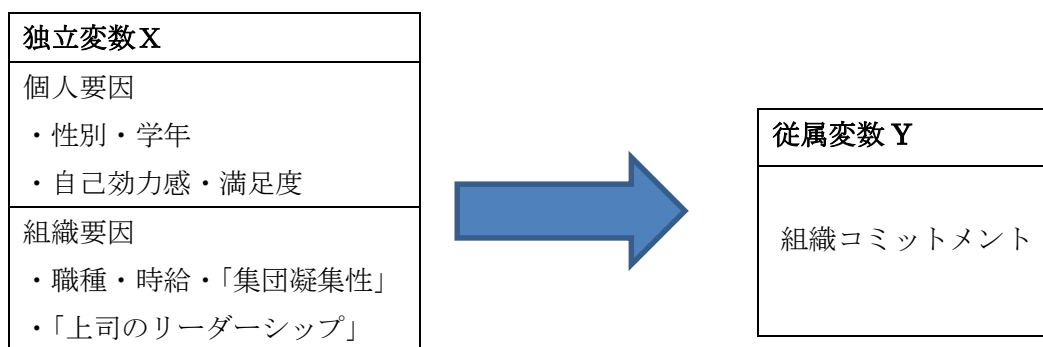 独立変数X
個人要因
・性別・学年
・自己効力感・満足度
組織要因
・職種・時給・「集団凝集性」
・「上司のリーダーシップ」
従属変数 Y
組織コミットメント